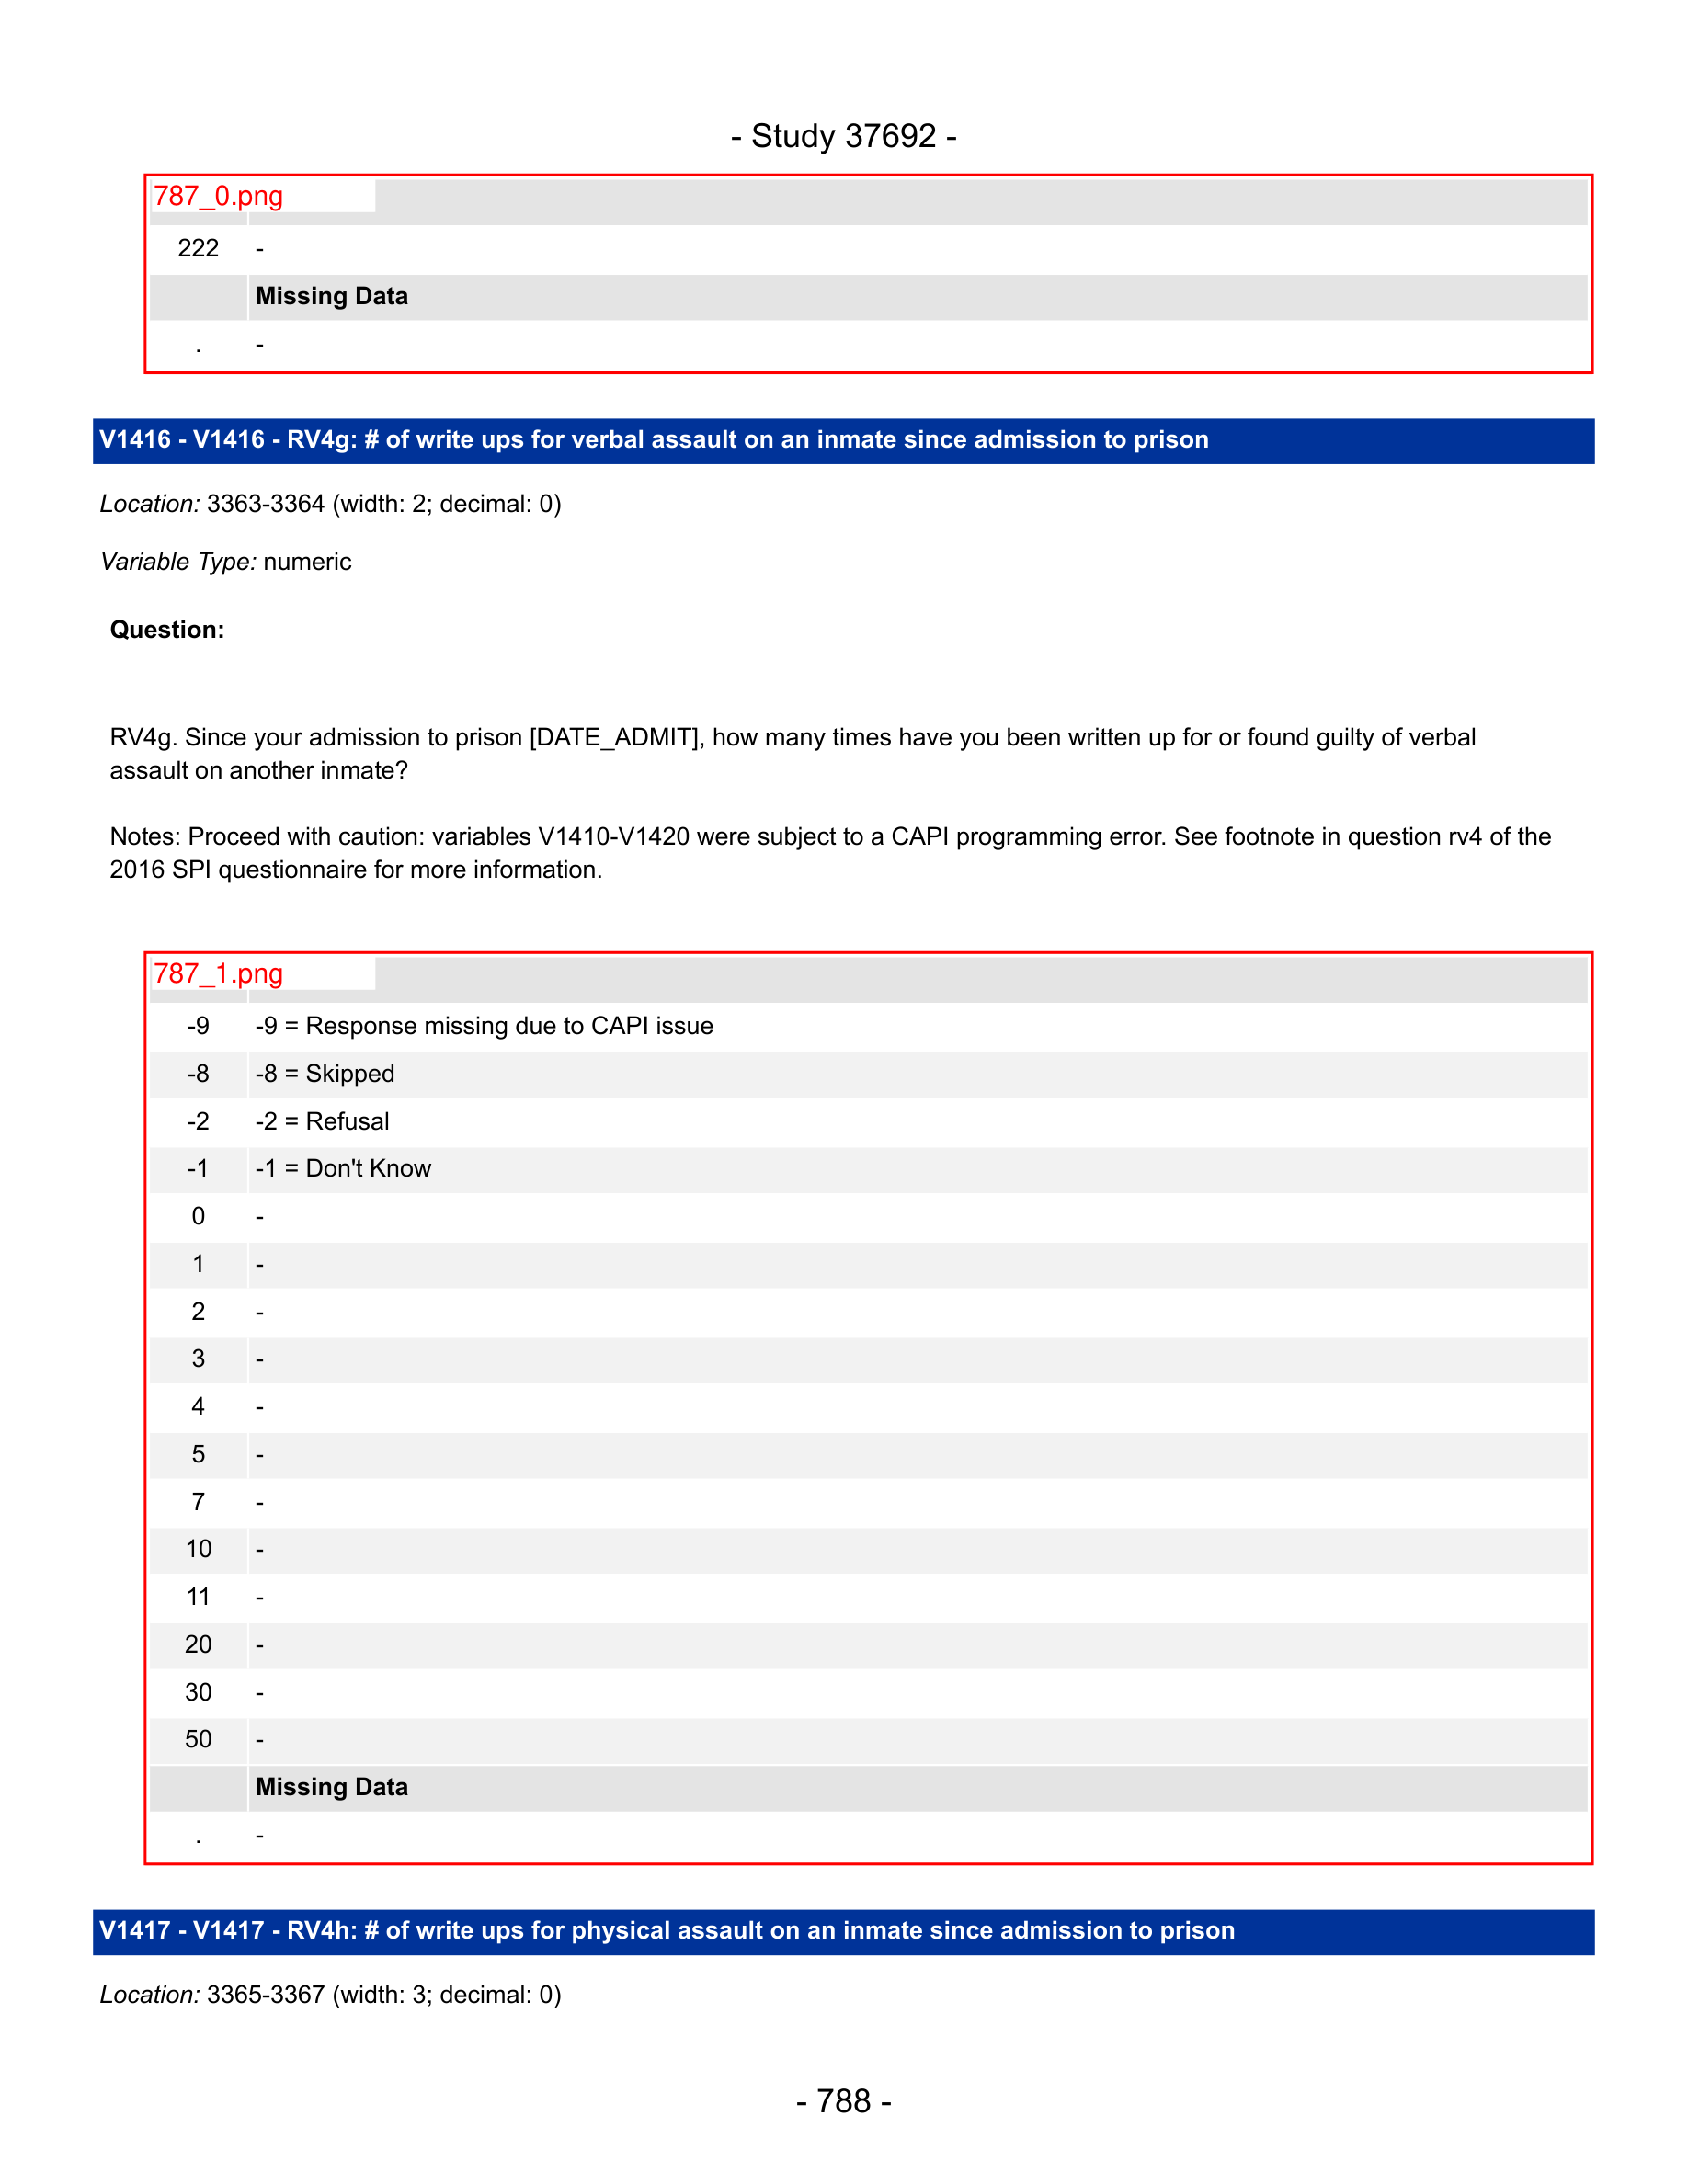 - Study 37692 -
787_0.png
222 -
Missing Data
. -
V1416 - V1416 - RV4g: # of write ups for verbal assault on an inmate since admission to prison
Location: 3363-3364 (width: 2; decimal: 0)
Variable Type: numeric
Question:
RV4g. Since your admission to prison [DATE_ADMIT], how many times have you been written up for or found guilty of verbal
assault on another inmate?
Notes: Proceed with caution: variables V1410-V1420 were subject to a CAPI programming error. See footnote in question rv4 of the
2016 SPI questionnaire for more information.
787_1.png
-9 -9 = Response missing due to CAPI issue
-8 -8 = Skipped
-2 -2 = Refusal
-1 -1 = Don't Know
0 -
1 -
2 -
3 -
4 -
5 -
7 -
10 -
11 -
20 -
30 -
50 -
Missing Data
. -
V1417 - V1417 - RV4h: # of write ups for physical assault on an inmate since admission to prison
Location: 3365-3367 (width: 3; decimal: 0)
- 788 -